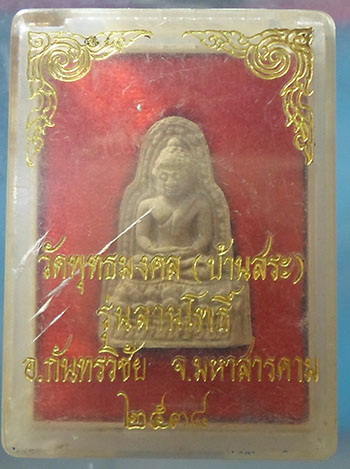 วัดพุทธมงคล (บ้านสระ)
รุ่นลานโพธิ์
อ.กันทรวิชัย จ.มหาสารคาม
๒๕๓๘